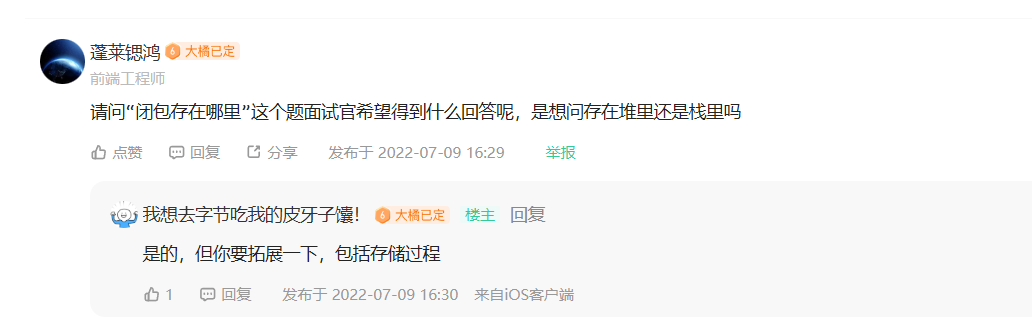 蓬莱锶鸿 6 大橘已定
前端工程师
请问“闭包存在哪里”这个题面试官希望得到什么回答呢，是想问存在堆里还是栈里吗
点赞 回复 分享 发布于 2022-07-09 16:29 举报
我想去字节吃我的皮牙子馕！ 6 大橘已定 楼主 回复
是的，但你要拓展一下，包括存储过程
1 回复 发布于 2022-07-09 16:30 来自iOS客户端